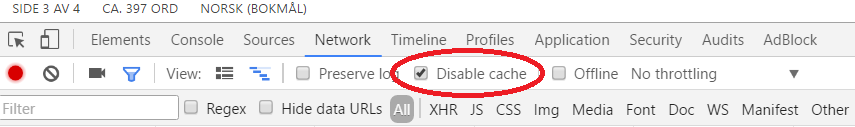 SIDE 3 AV 4 CA. 397 ORD NORSK (BOKMÅL)
Elements Console Sources Network Timeline Profiles Application Security Audits AdBlock
View: Preserve log Disable cache Offline No throttling
Filter Regex Hide data URLs All XHR JS CSS Img Media Font Doc WS Manifest Other